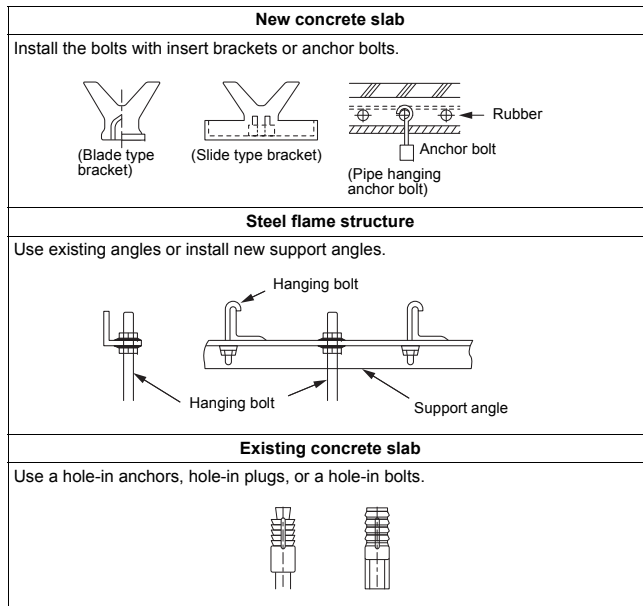 New concrete slab
Install the bolts with insert brackets or anchor bolts.
Rubber
Anchor bolt
(Blade type
bracket)
(Slide type bracket)
(Pipe hanging
anchor bolt)
Steel flame structure
Use existing angles or install new support angles.
Hanging bolt
Hanging bolt
Support angle
Existing concrete slab
Use a hole-in anchors, hole-in plugs, or a hole-in bolts.